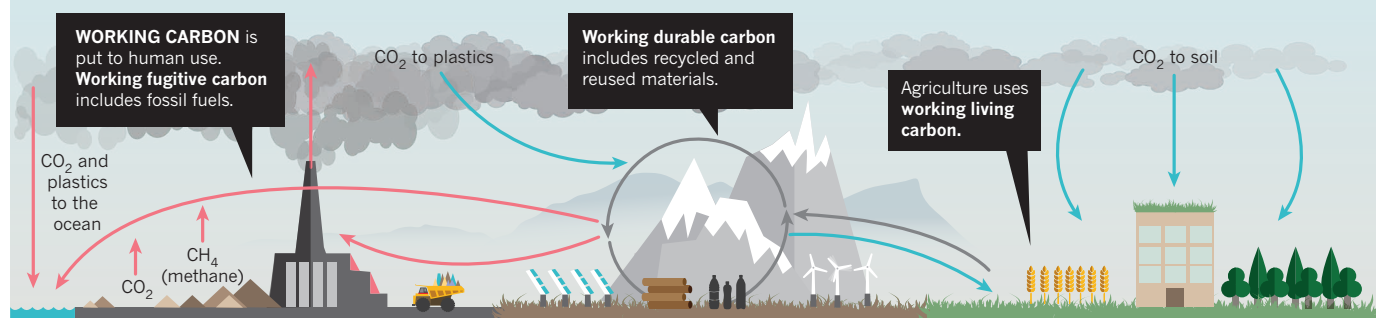 WORKING CARBON is
put to human use.
Working fugitive carbon
includes fossil fuels.
CO₂ to plastics
Working durable carbon
includes recycled and
reused materials.
Agriculture uses
working living
carbon.
CO₂ to soil
CO₂ and
plastics
to the
ocean
CO₂
CH₄
(methane)